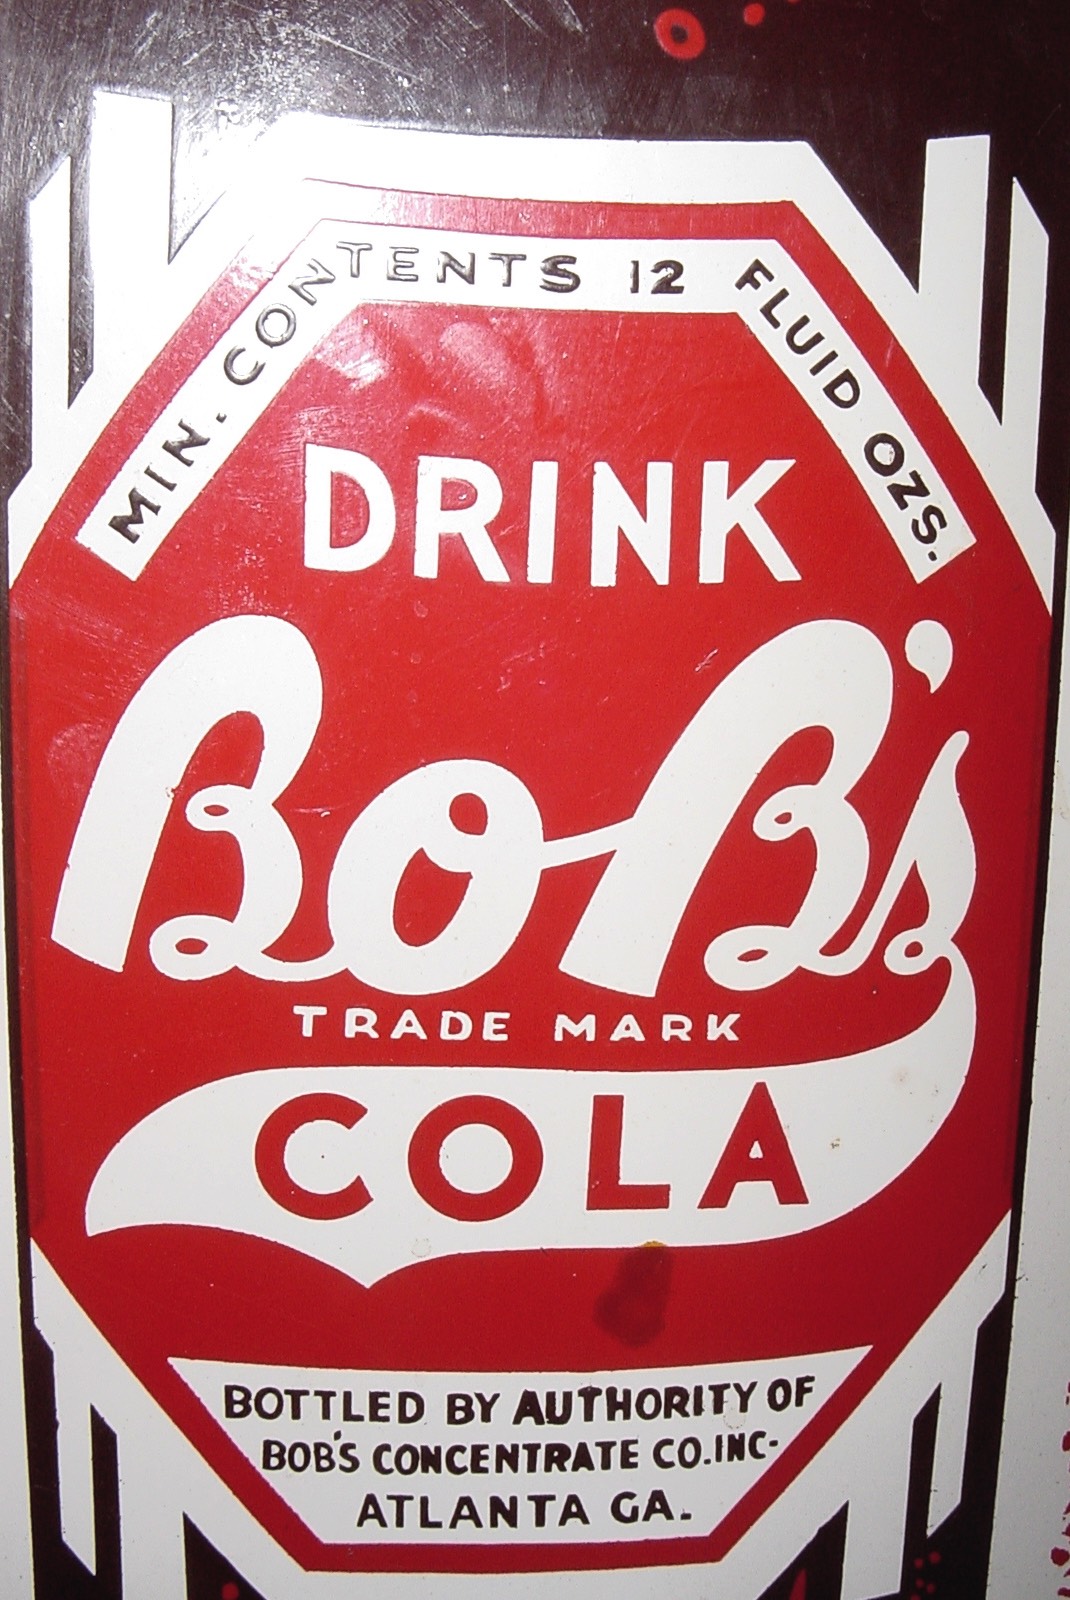 MIN. CONTENTS 12 FLUID OZS.
DRINK
BoB's
TRADE MARK
COLA
BOTTLED BY AUTHORITY OF
BOB'S CONCENTRATE CO. INC-
ATLANTA GA.